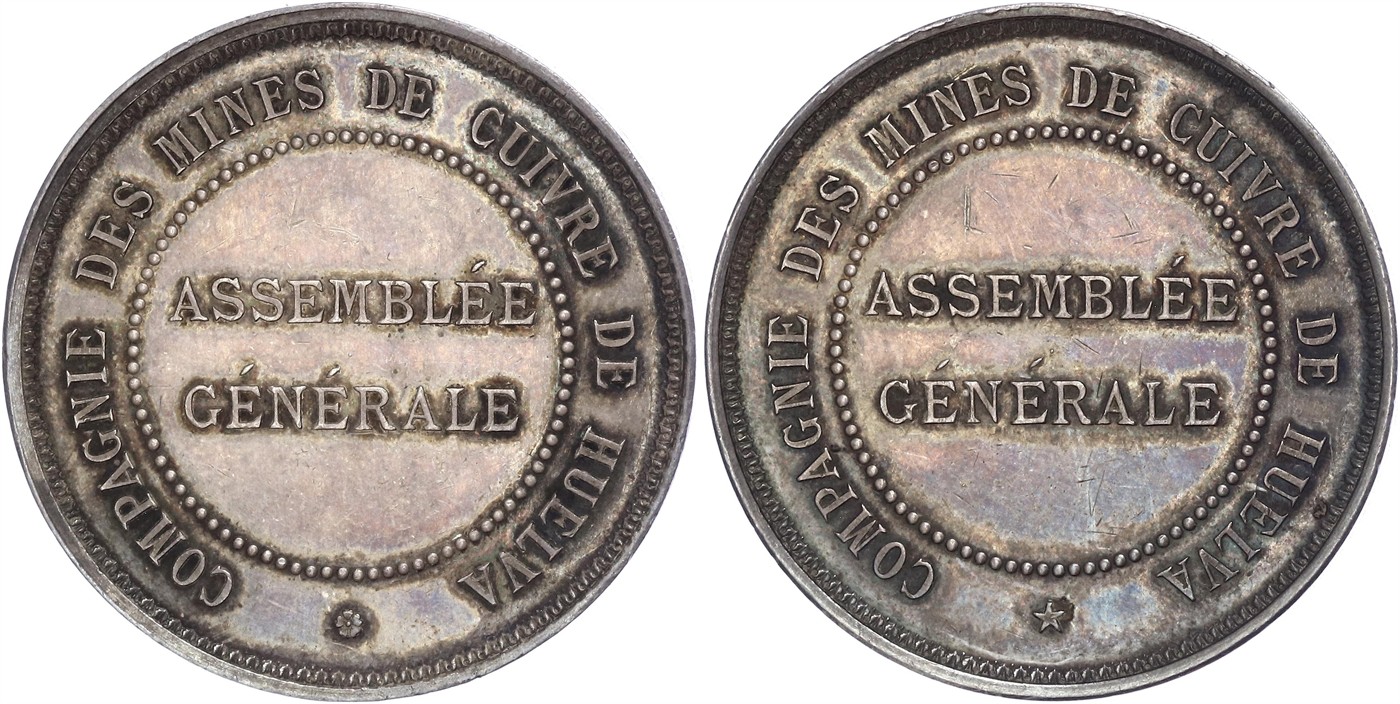 COMPAGNIE DES MINES DE CUIVRE DE HUELVA
ASSEMBLÉE
GÉNÉRALE
COMPAGNIE DES MINES DE CUIVRE DE HUELVA
ASSEMBLÉE
GÉNÉRALE